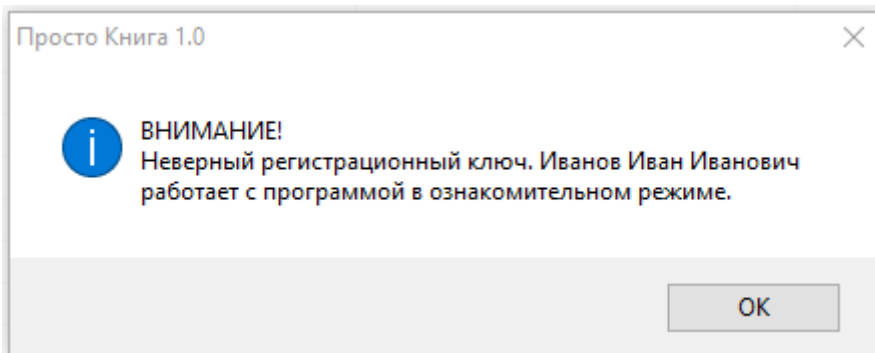 Просто Книга 1.0
ВНИМАНИЕ!
Неверный регистрационный ключ. Иванов Иван Иванович
работает с программой в ознакомительном режиме.
OK